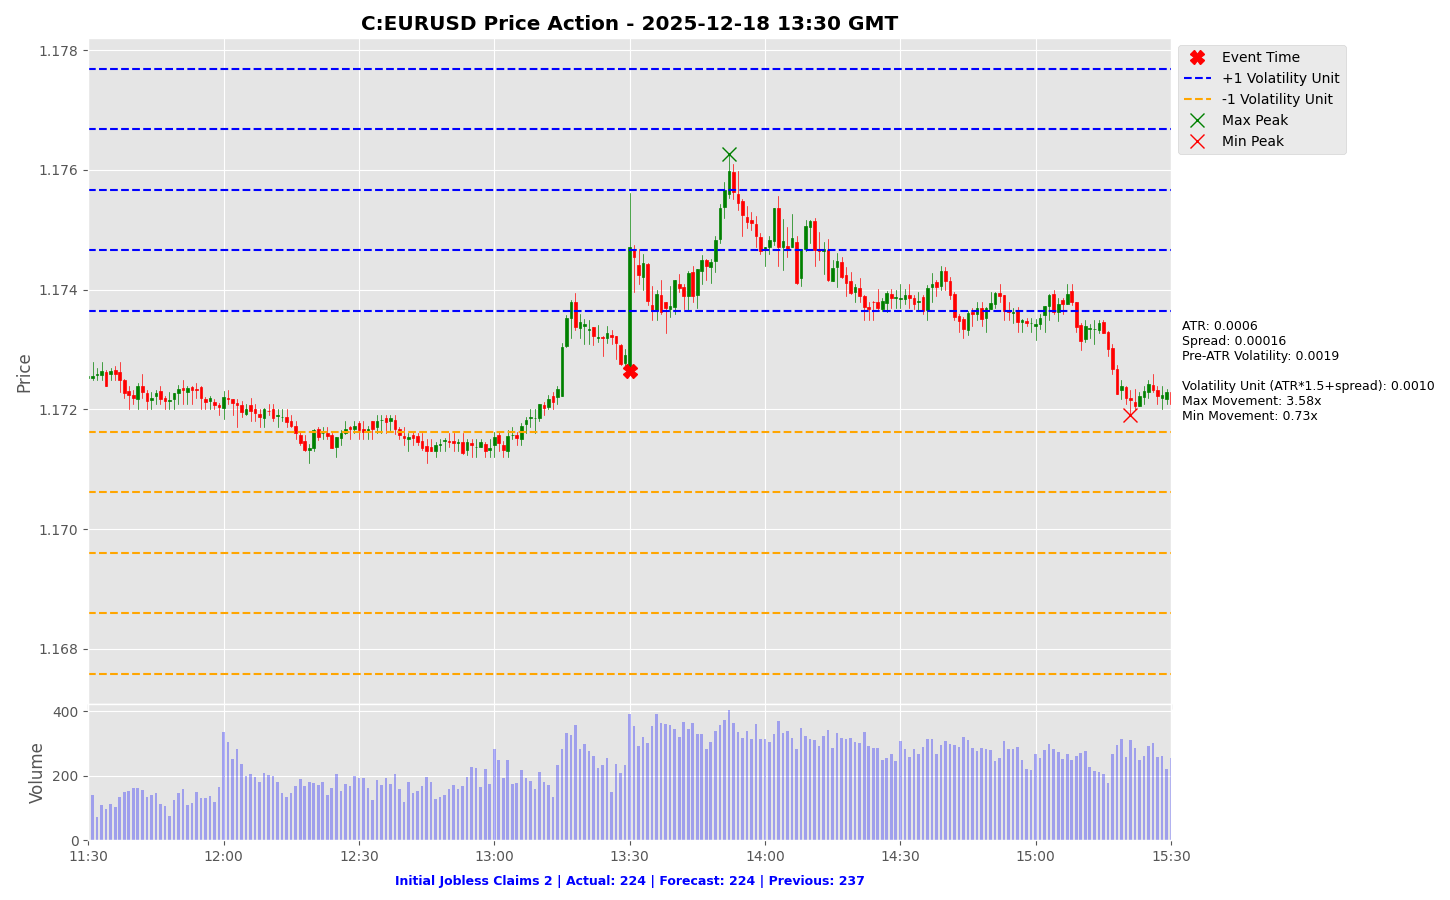 C:EURUSD Price Action - 2025-12-18 13:30 GMT
Event Time
+1 Volatility Unit
-1 Volatility Unit
Max Peak
Min Peak
1.178
1.176
1.174
1.172
1.170
1.168
Price
ATR: 0.0006
Spread: 0.00016
Pre-ATR Volatility: 0.0019
Volatility Unit (ATR*1.5+spread): 0.0010
Max Movement: 3.58x
Min Movement: 0.73x
400
200
0
Volume
11:30 12:00 12:30 13:00 13:30 14:00 14:30 15:00 15:30
Initial Jobless Claims 2 | Actual: 224 | Forecast: 224 | Previous: 237